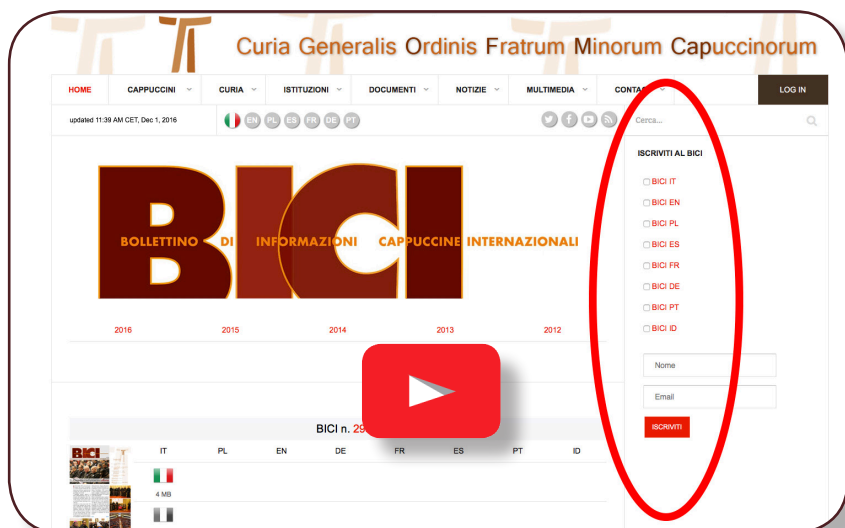 Curia Generalis Ordinis Fratrum Minorum Capuccinorum
HOME CAPPUCCINI CURIA ISTITUZIONI DOCUMENTI NOTIZIE MULTIMEDIA LOG IN
updated 11:39 AM CET, Dec 1, 2016 EN PL ES FR DE PT Cerca...
ISCRIVITI AL BICI
BICI IT
BICI EN
BICI PL
BICI ES
BICI FR
BICI DE
BICI PT
BICI ID
Nome
Email
ISCRIVITI
BICI
BOLLETTINO DI INFORMAZIONI CAPPUCCINE INTERNAZIONALI
2016 2015 2014 2013 2012
BICI n.
BICI
IT PL EN DE FR ES PT ID
4 MB